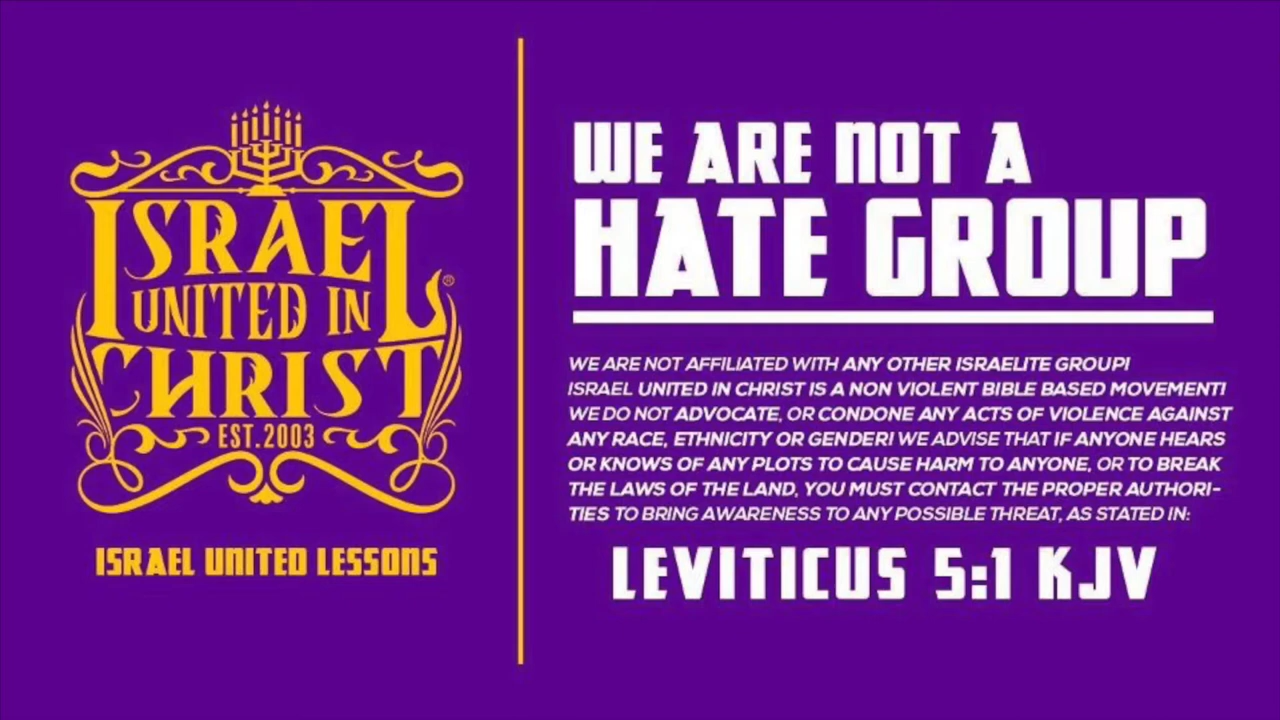 ISRAEL
UNITED IN
CHRIST
EST.2003
ISRAEL UNITED LESSONS
WE ARE NOT A
HATE GROUP
WE ARE NOT AFFILIATED WITH ANY OTHER ISRAELITE GROUP!
ISRAEL UNITED IN CHRIST IS A NON VIOLENT BIBLE BASED MOVEMENT!
WE DO NOT ADVOCATE, OR CONDONE ANY ACTS OF VIOLENCE AGAINST
ANY RACE, ETHNICITY OR GENDER! WE ADVISE THAT IF ANYONE HEARS
OR KNOWS OF ANY PLOTS TO CAUSE HARM TO ANYONE, OR TO BREAK
THE LAWS OF THE LAND, YOU MUST CONTACT THE PROPER AUTHORI-
TIES TO BRING AWARENESS TO ANY POSSIBLE THREAT, AS STATED IN:
LEVITICUS 5:1 KJV